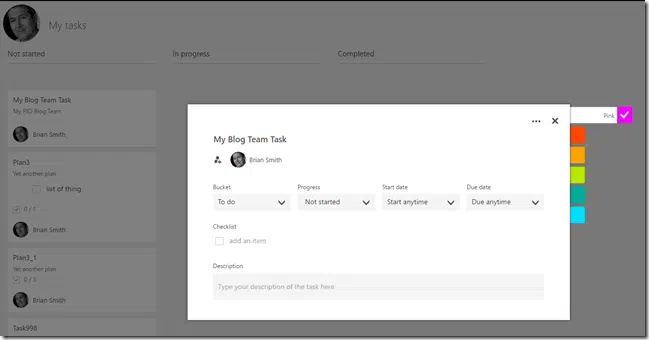 My tasks
Not started
In progress
Completed
My Blog Team Task
My PJO Blog Team
Brian Smith
Plan3
Yet another plan
list of thing
0 / 1
Brian Smith
Plan3_1
Yet another plan
Brian Smith
Task998
My Blog Team Task
Brian Smith
Bucket
Progress
Start date
Due date
To do
Not started
Start anytime
Due anytime
Checklist
add an item
Description
Type your description of the task here
Pink